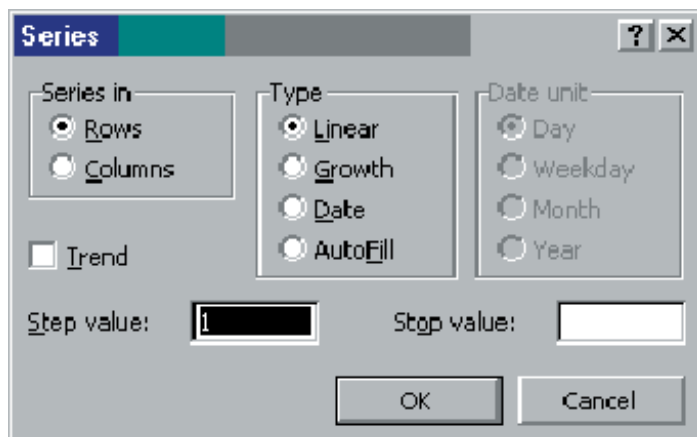 Series ? ×
Series in
Rows
Columns
Trend
Type
Linear
Growth
Date
AutoFill
Date unit
Day
Weekday
Month
Year
Step value: 1
Stop value:
OK
Cancel